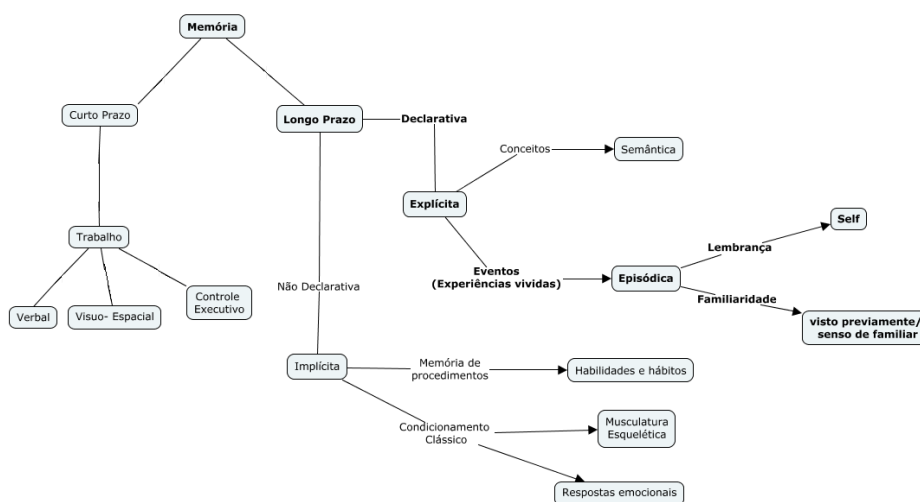 Memória
Curto Prazo
Longo Prazo
Declarativa
Conceitos
Semântica
Explícita
Self
Lembrança
Trabalho
Eventos
(Experiências vividas)
Episódica
Não Declarativa
Familiaridade
Controle
Executivo
Verbal
Visuo- Espacial
visto previamente/
senso de familiar
Implícita
Memória de
procedimentos
Habilidades e hábitos
Condicionamento
Clássico
Musculatura
Esquelética
Respostas emocionais